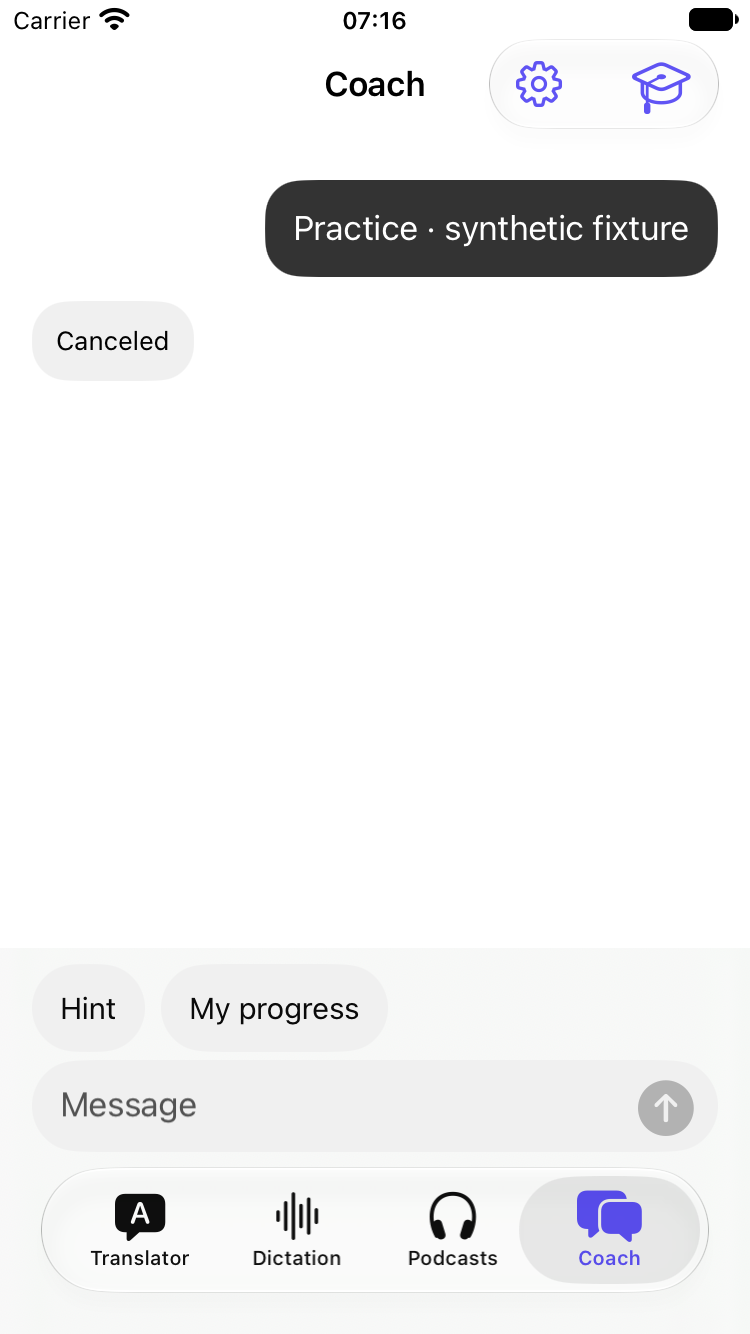 Carrier 07:16
Coach
Practice · synthetic fixture
Canceled
Hint My progress
Message
A
Translator Dictation Podcasts Coach